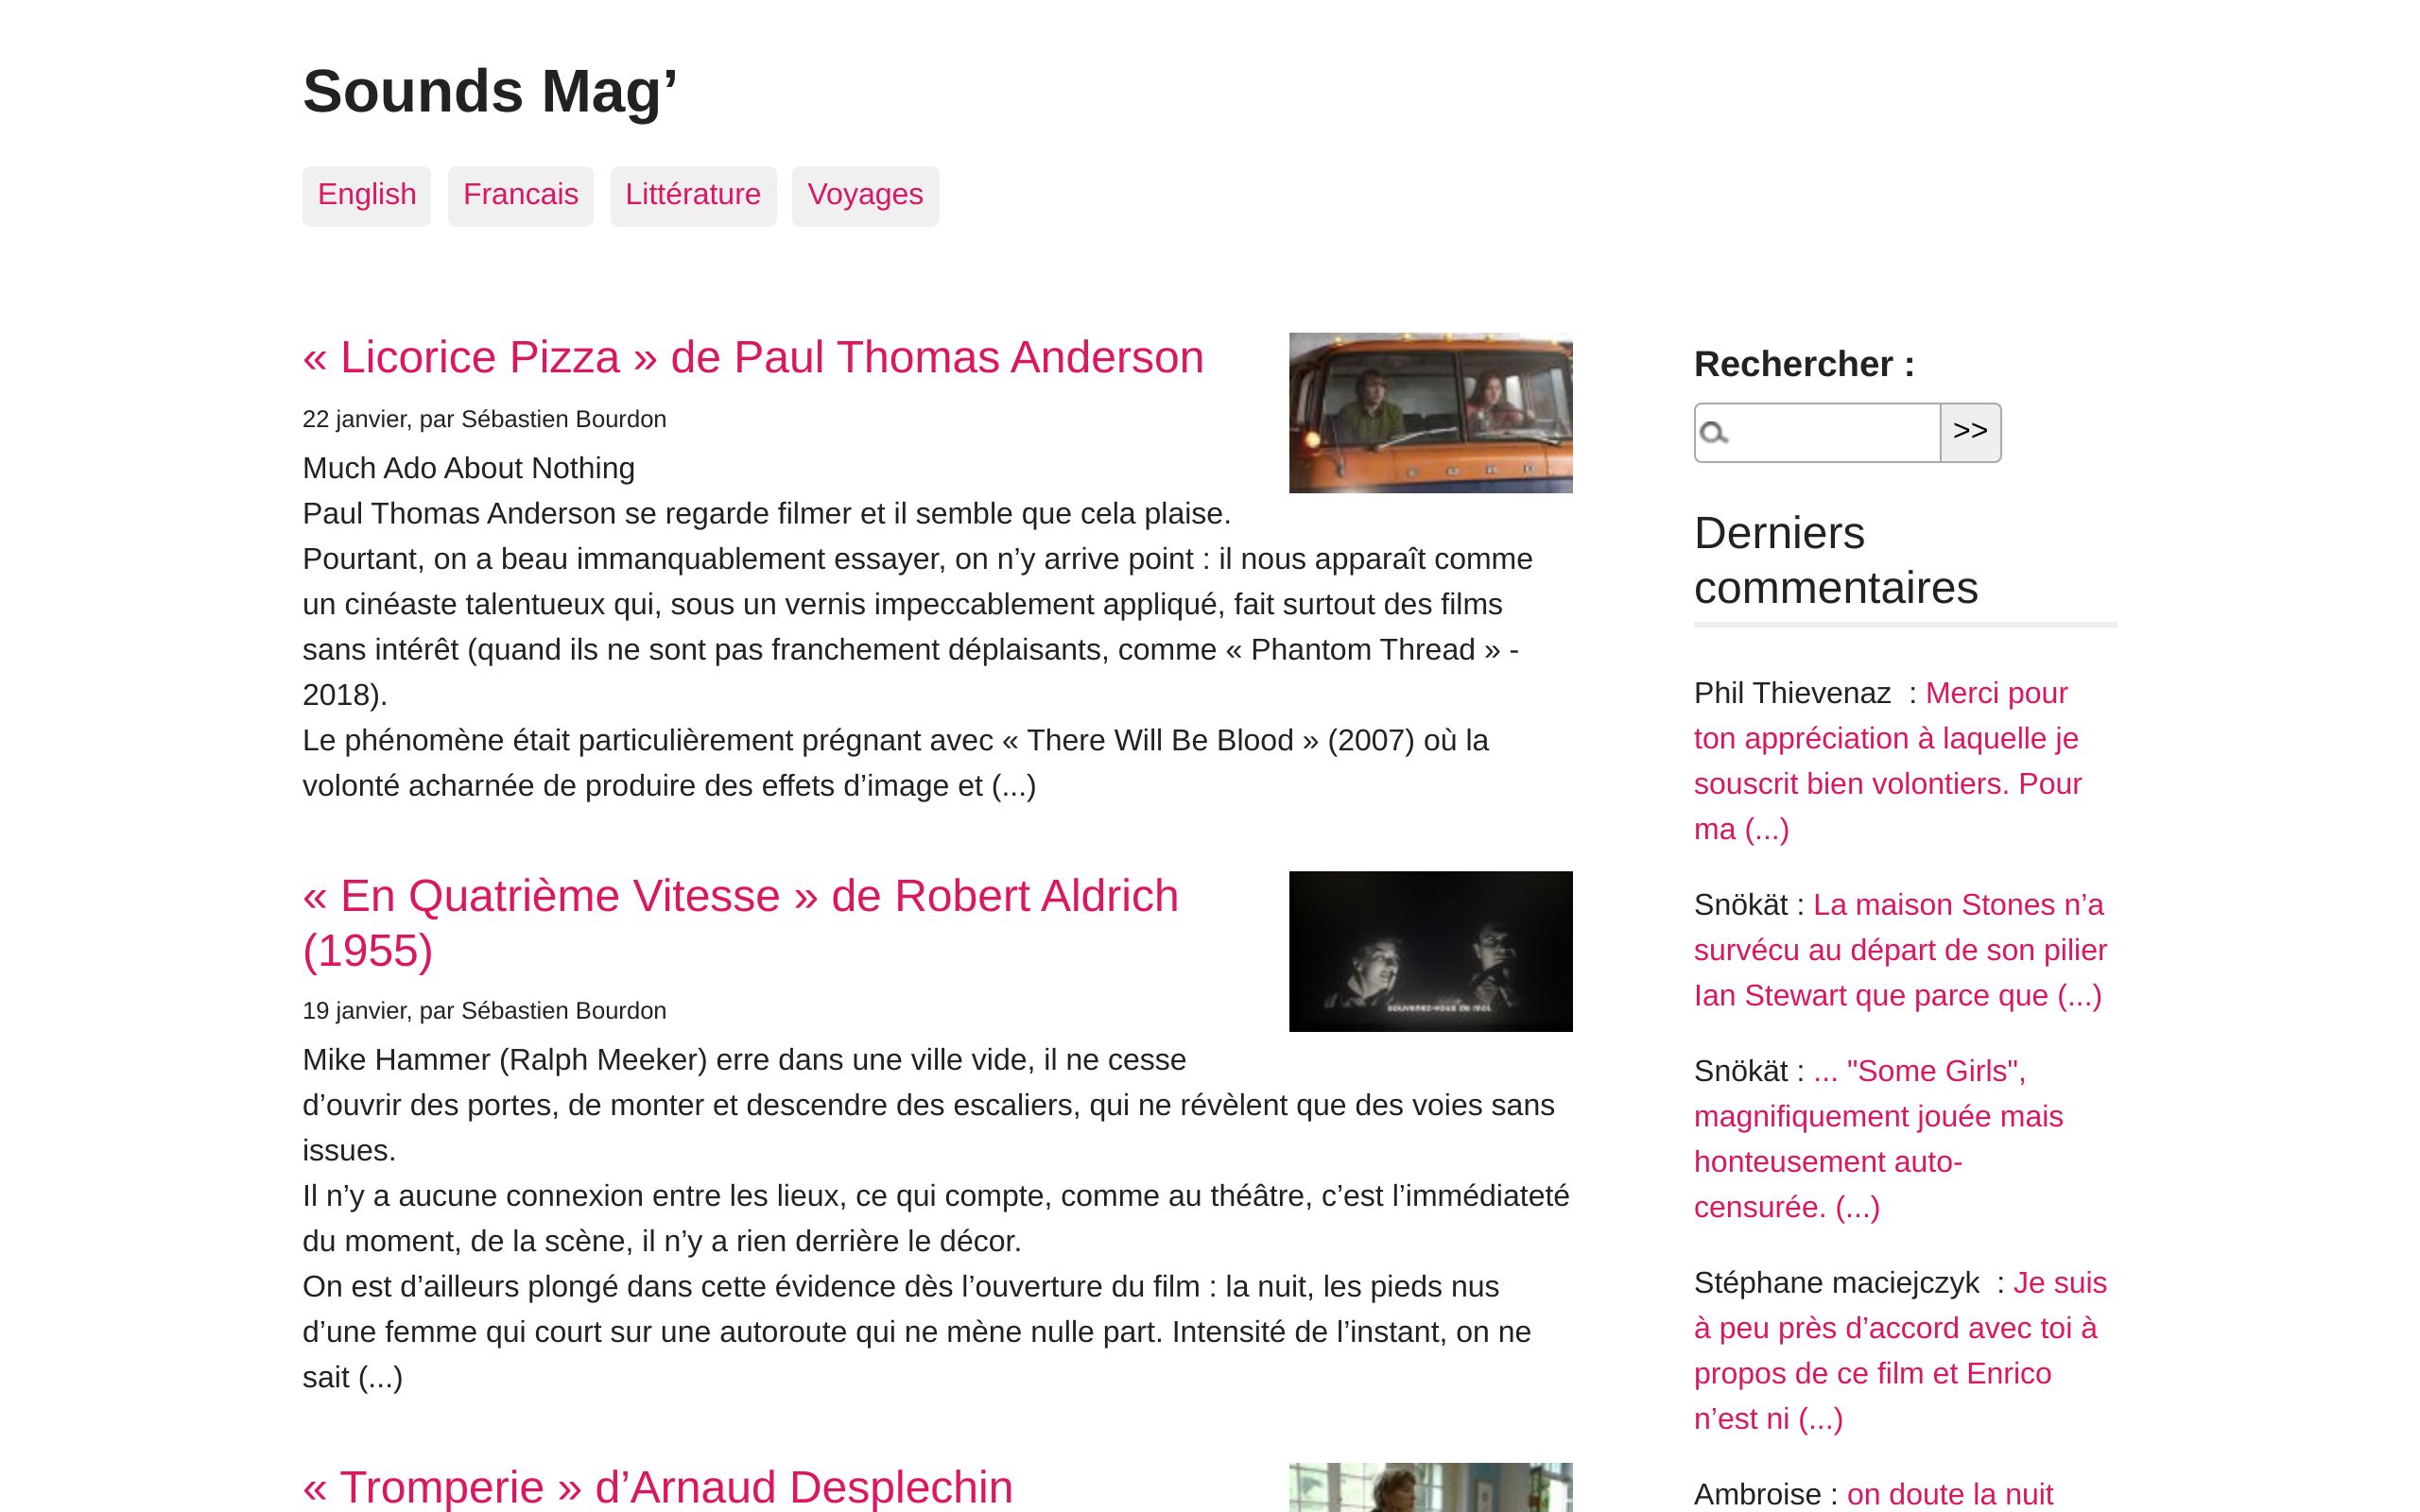 Sounds Mag’
English
Francais
Littérature
Voyages
« Licorice Pizza » de Paul Thomas Anderson
22 janvier, par Sébastien Bourdon
Much Ado About Nothing
Paul Thomas Anderson se regarde filmer et il semble que cela plaise.
Pourtant, on a beau immanquablement essayer, on n’y arrive point : il nous apparaît comme
un cinéaste talentueux qui, sous un vernis impeccablement appliqué, fait surtout des films
sans intérêt (quand ils ne sont pas franchement déplaisants, comme « Phantom Thread » -
2018).
Le phénomène était particulièrement prégnant avec « There Will Be Blood » (2007) où la
volonté acharnée de produire des effets d’image et (...)
« En Quatrième Vitesse » de Robert Aldrich
(1955)
19 janvier, par Sébastien Bourdon
souvenez-vous de moi.
Mike Hammer (Ralph Meeker) erre dans une ville vide, il ne cesse
d’ouvrir des portes, de monter et descendre des escaliers, qui ne révèlent que des voies sans
issues.
Il n’y a aucune connexion entre les lieux, ce qui compte, comme au théâtre, c’est l’immédiateté
du moment, de la scène, il n’y a rien derrière le décor.
On est d’ailleurs plongé dans cette évidence dès l’ouverture du film : la nuit, les pieds nus
d’une femme qui court sur une autoroute qui ne mène nulle part. Intensité de l’instant, on ne
sait (...)
« Tromperie » d’Arnaud Desplechin
Rechercher :
>>
Derniers
commentaires
Phil Thievenaz  : Merci pour
ton appréciation à laquelle je
souscrit bien volontiers. Pour
ma (...)
Snökät : La maison Stones n’a
survécu au départ de son pilier
Ian Stewart que parce que (...)
Snökät : ... "Some Girls",
magnifiquement jouée mais
honteusement auto-
censurée. (...)
Stéphane maciejczyk  : Je suis
à peu près d’accord avec toi à
propos de ce film et Enrico
n’est ni (...)
Ambroise : on doute la nuit